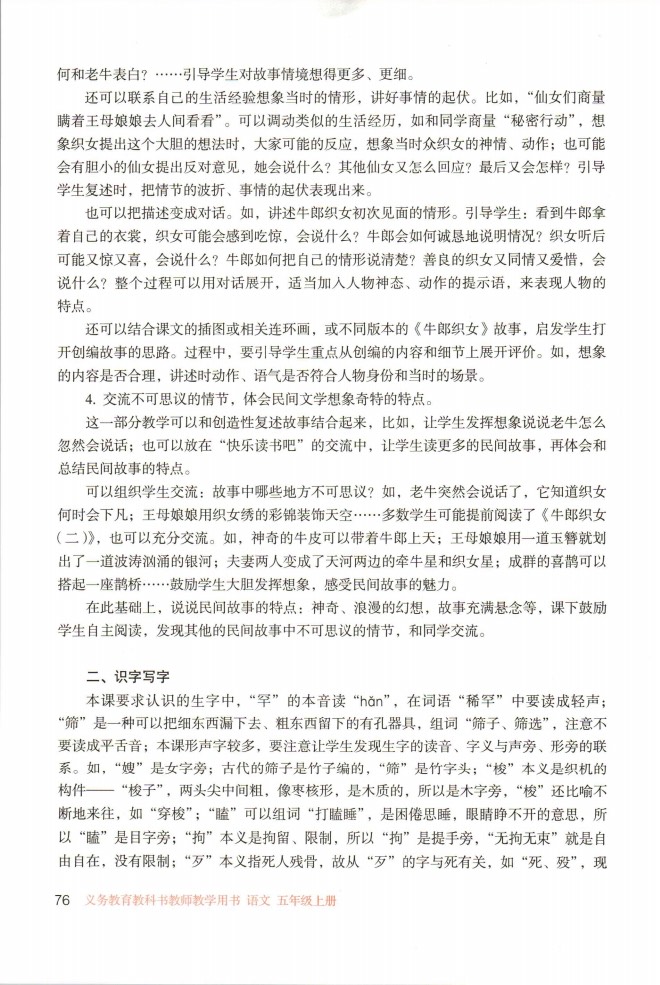 何和老牛表白？……引导学生对故事情境想得更多、更细。
还可以联系自己的生活经验想象当时的情形，讲好事情的起伏。比如，“仙女们商量
瞒着王母娘娘去人间看看”。可以调动类似的生活经历，如和同学商量“秘密行动”，想
象织女提出这个大胆的想法时，大家可能的反应，想象当时众织女的神情、动作；也可能
会有胆小的仙女提出反对意见，她会说什么？其他仙女又怎么回应？最后又会怎样？引导
学生复述时，把情节的波折、事情的起伏表现出来。
也可以把描述变成对话。如，讲述牛郎织女初次见面的情形。引导学生：看到牛郎拿
着自己的衣裳，织女可能会感到吃惊，会说什么？牛郎会如何诚恳地说明情况？织女听后
可能又惊又喜，会说什么？牛郎如何把自己的情形说清楚？善良的织女又同情又爱惜，会
说什么？整个过程可以用对话展开，适当加入人物神态、动作的提示语，来表现人物的
特点。
还可以结合课文的插图或相关连环画，或不同版本的《牛郎织女》故事，启发学生打
开创编故事的思路。过程中，要引导学生重点从创编的内容和细节上展开评价。如，想象
的内容是否合理，讲述时动作、语气是否符合人物身份和当时的场景。
4. 交流不可思议的情节，体会民间文学想象奇特的特点。
这一部分教学可以和创造性复述故事结合起来，比如，让学生发挥想象说说老牛怎么
忽然会说话；也可以放在“快乐读书吧”的交流中，让学生读更多的民间故事，再体会和
总结民间故事的特点。
可以组织学生交流：故事中哪些地方不可思议？如，老牛突然会说话了，它知道织女
何时会下凡；王母娘娘用织女绣的彩锦装饰天空……多数学生可能提前阅读了《牛郎织女
（二）》，也可以充分交流。如，神奇的牛皮可以带着牛郎上天；王母娘娘用一道玉簪就划
出了一道波涛汹涌的银河；夫妻两人变成了天河两边的牵牛星和织女星；成群的喜鹊可以
搭起一座鹊桥……鼓励学生大胆发挥想象，感受民间故事的魅力。
在此基础上，说说民间故事的特点：神奇、浪漫的幻想，故事充满悬念等，课下鼓励
学生自主阅读，发现其他的民间故事中不可思议的情节，和同学交流。
二、识字写字
本课要求认识的生字中，“罕”的本音读“hǎn”，在词语“稀罕”中要读成轻声；
“筛”是一种可以把细东西漏下去、粗东西留下的有孔器具，组词“筛子、筛选”，注意不
要读成平舌音；本课形声字较多，要注意让学生发现生字的读音、字义与声旁、形旁的联
系。如，“嫂”是女字旁；古代的筛子是竹子编的，“筛”是竹字头；“梭”本义是织机的
构件——“梭子”，两头尖中间粗，像枣核形，是木质的，所以是木字旁，“梭”还比喻不
断地来往，如“穿梭”；“瞌”可以组词“打瞌睡”，是困倦思睡，眼睛睁不开的意思，所
以“瞌”是目字旁；“拘”本义是拘留、限制，所以“拘”是提手旁，“无拘无束”就是自
由自在，没有限制；“歹”本义指死人残骨，故从“歹”的字与死有关，如“死、殁”，现
76 义务教育教科书教师教学用书 语文 五年级上册